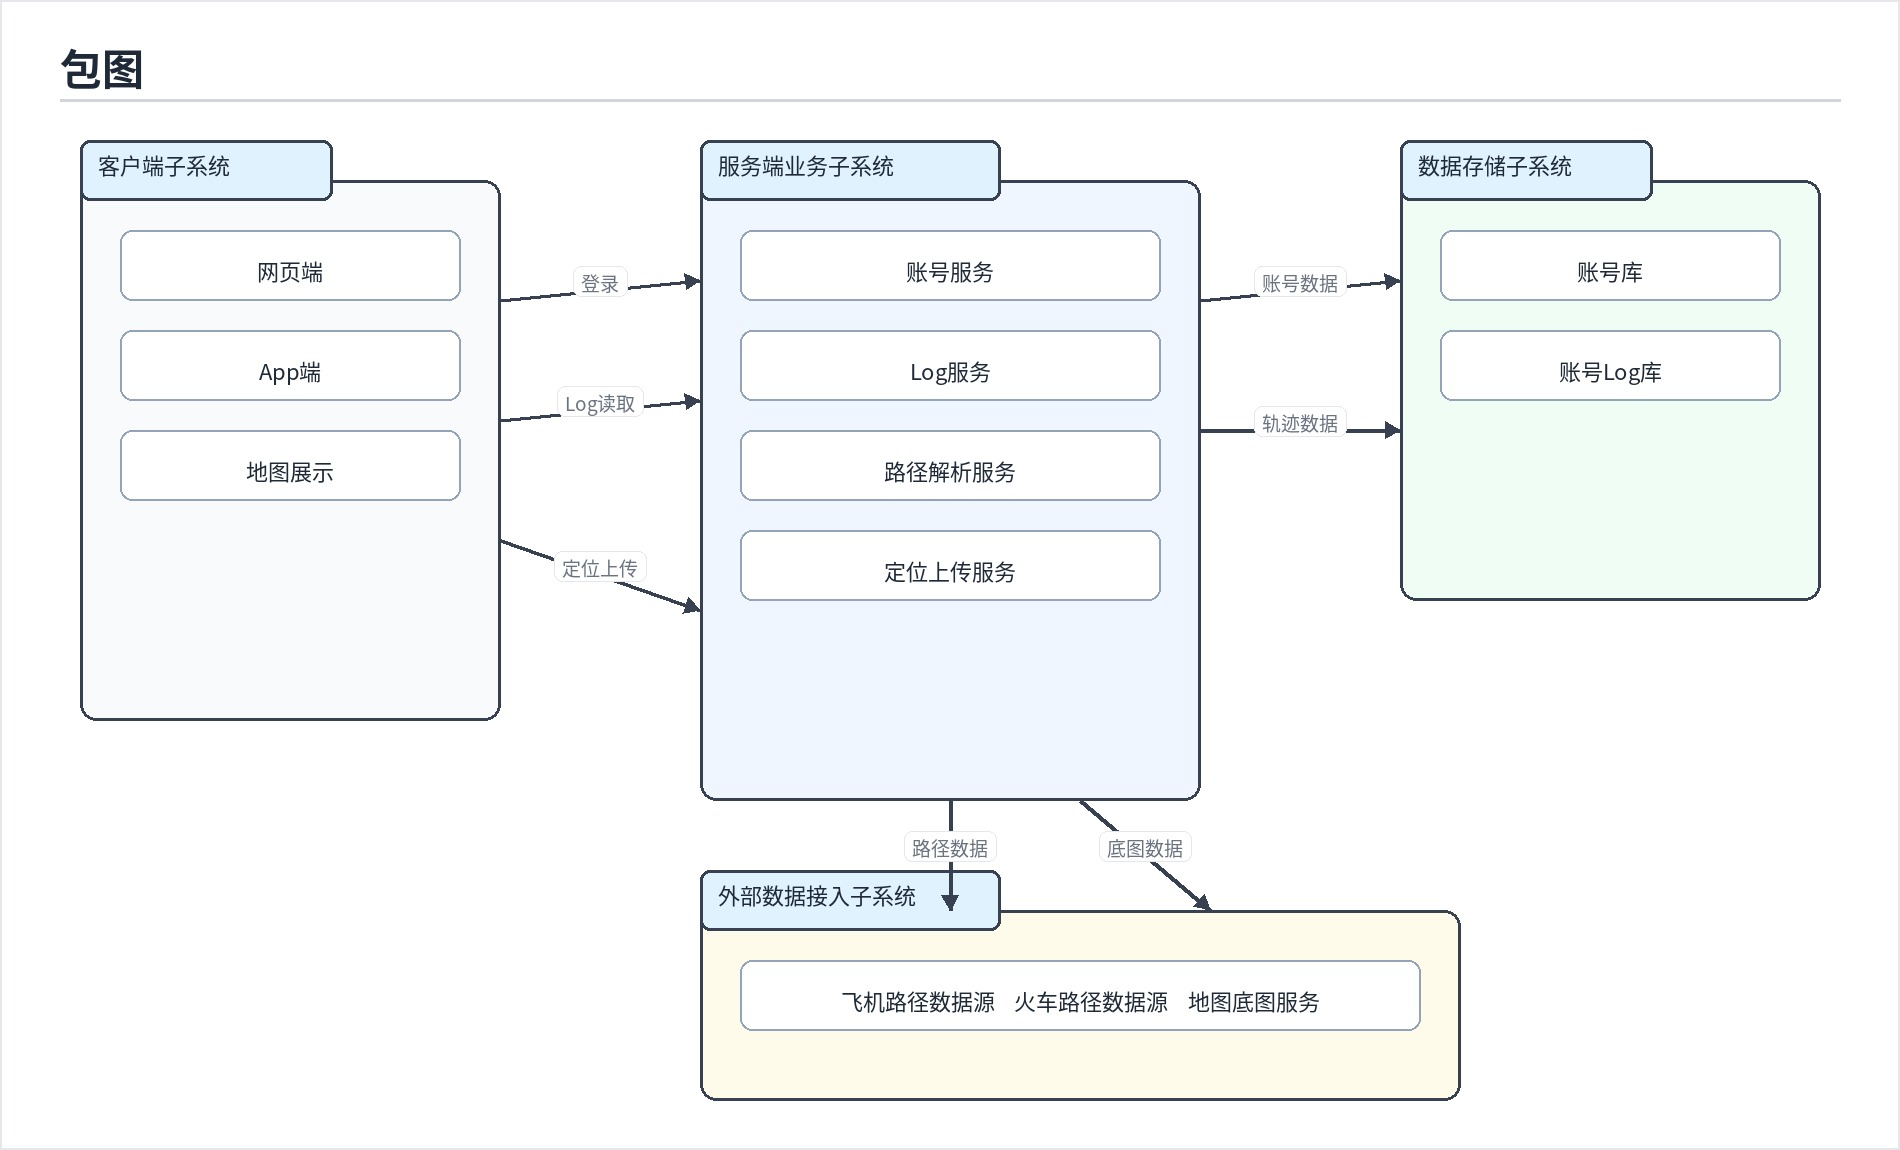 包图
客户端子系统
网页端
App端
地图展示
登录
Log读取
定位上传
服务端业务子系统
账号服务
Log服务
路径解析服务
定位上传服务
账号数据
轨迹数据
数据存储子系统
账号库
账号Log库
路径数据
底图数据
外部数据接入子系统
飞机路径数据源 火车路径数据源 地图底图服务